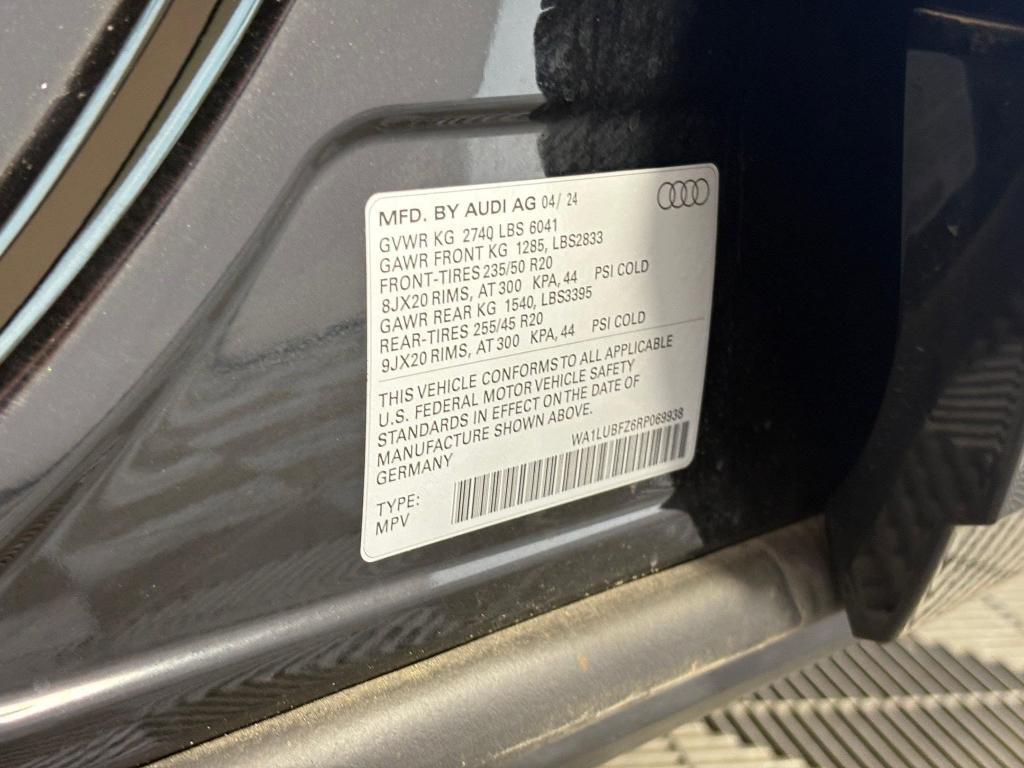 MFD. BY AUDI AG 04/ 24
GVWR KG 2740 LBS 6041
GAWR FRONT KG 1285, LBS2833
FRONT-TIRES 235/50 R20
8JX20 RIMS, AT 300 KPA, 44 PSI COLD
GAWR REAR KG 1540, LBS3395
REAR-TIRES 255/45 R20
9JX20 RIMS, AT 300 KPA, 44 PSI COLD
THIS VEHICLE CONFORMS TO ALL APPLICABLE
U.S. FEDERAL MOTOR VEHICLE SAFETY
STANDARDS IN EFFECT ON THE DATE OF
MANUFACTURE SHOWN ABOVE.
GERMANY
WA1LUBFZ6RP069938
TYPE:
MPV